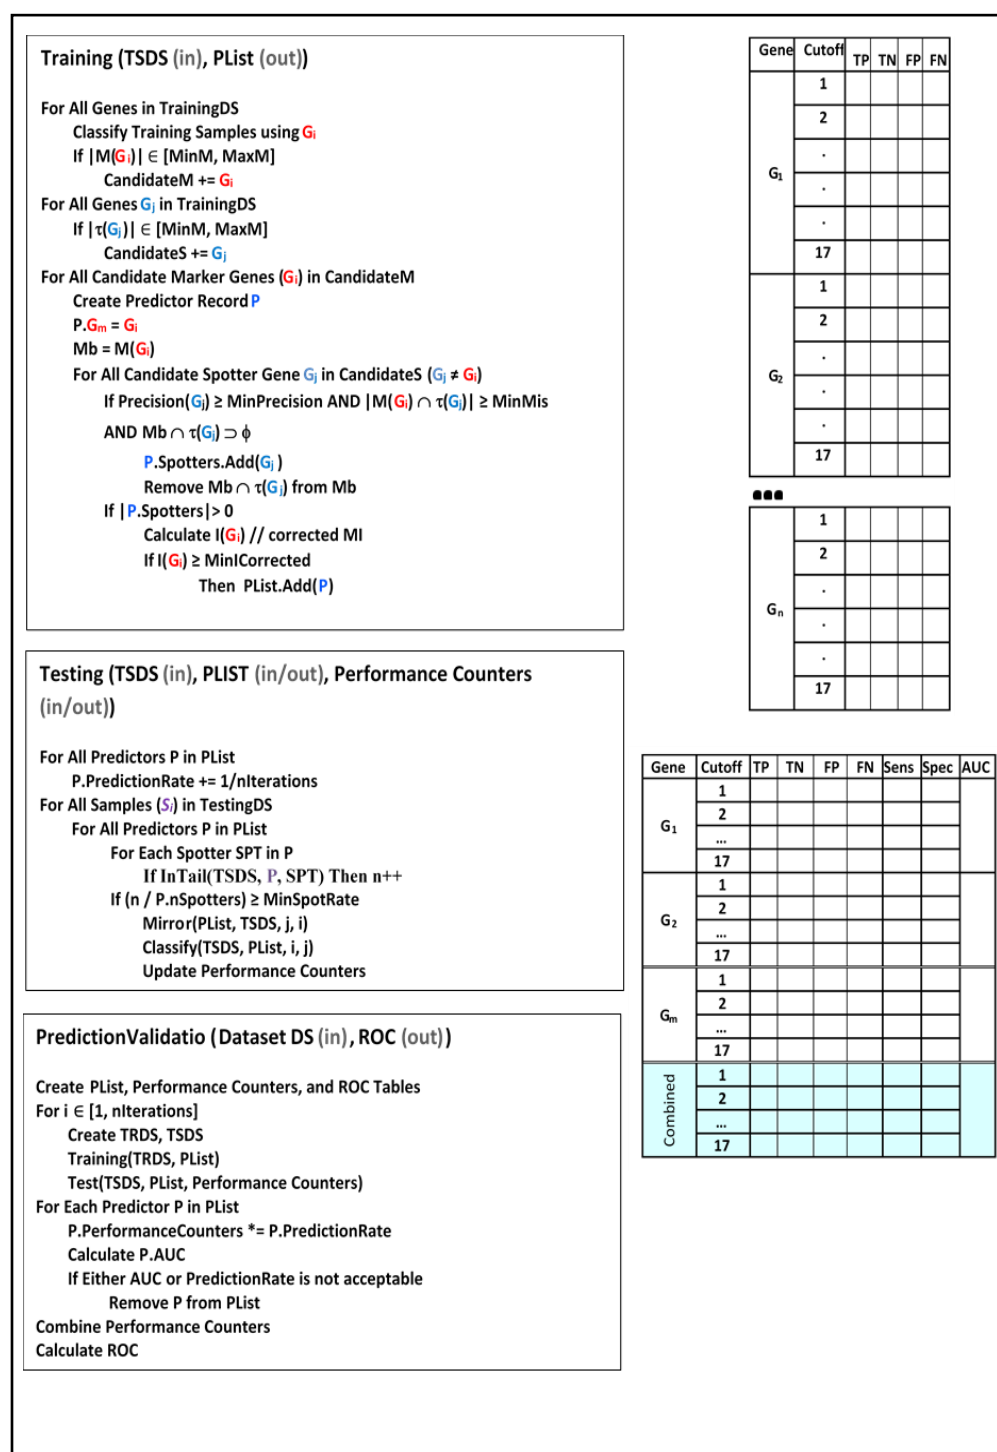 Training (TSDS (in), PList (out))
For All Genes in TrainingDS
Classify Training Samples using Gi
If |M(Gi)| ∈ [MinM, MaxM]
CandidateM += Gi
For All Genes Gj in TrainingDS
If |τ(Gj)| ∈ [MinM, MaxM]
CandidateS += Gj
For All Candidate Marker Genes (Gi) in CandidateM
Create Predictor Record P
P.Gm = Gi
Mb = M(Gi)
For All Candidate Spotter Gene Gj in CandidateS (Gj ≠ Gi)
If Precision(Gj) ≥ MinPrecision AND |M(Gi) ∩ τ(Gj)| ≥ MinMis
AND Mb ∩ τ(Gj) ⊃ ϕ
P.Spotters.Add(Gj )
Remove Mb ∩ τ(Gj) from Mb
If |P.Spotters|> 0
Calculate I(Gi) // corrected MI
If I(Gi) ≥ MinICorrected
Then PList.Add(P)
Testing (TSDS (in), PLIST (in/out), Performance Counters
(in/out))
For All Predictors P in PList
P.PredictionRate += 1/nIterations
For All Samples (Si) in TestingDS
For All Predictors P in PList
For Each Spotter SPT in P
If InTail(TSDS, P, SPT) Then n++
If (n / P.nSpotters) ≥ MinSpotRate
Mirror(PList, TSDS, j, i)
Classify(TSDS, PList, i, j)
Update Performance Counters
PredictionValidatio (Dataset DS (in), ROC (out))
Create PList, Performance Counters, and ROC Tables
For i ∈ [1, nIterations]
Create TRDS, TSDS
Training(TRDS, PList)
Test(TSDS, PList, Performance Counters)
For Each Predictor P in PList
P.PerformanceCounters *= P.PredictionRate
Calculate P.AUC
If Either AUC or PredictionRate is not acceptable
Remove P from PList
Combine Performance Counters
Calculate ROC
Gene Cutoff TP TN FP FN
1
2
.
G1
.
.
17
1
2
.
G2
.
.
17
1
2
.
Gn
.
.
17
Gene Cutoff TP TN FP FN Sens Spec AUC
1
G1
2
...
17
1
G2
2
...
17
1
Gm
2
...
17
Combined
1
2
...
17